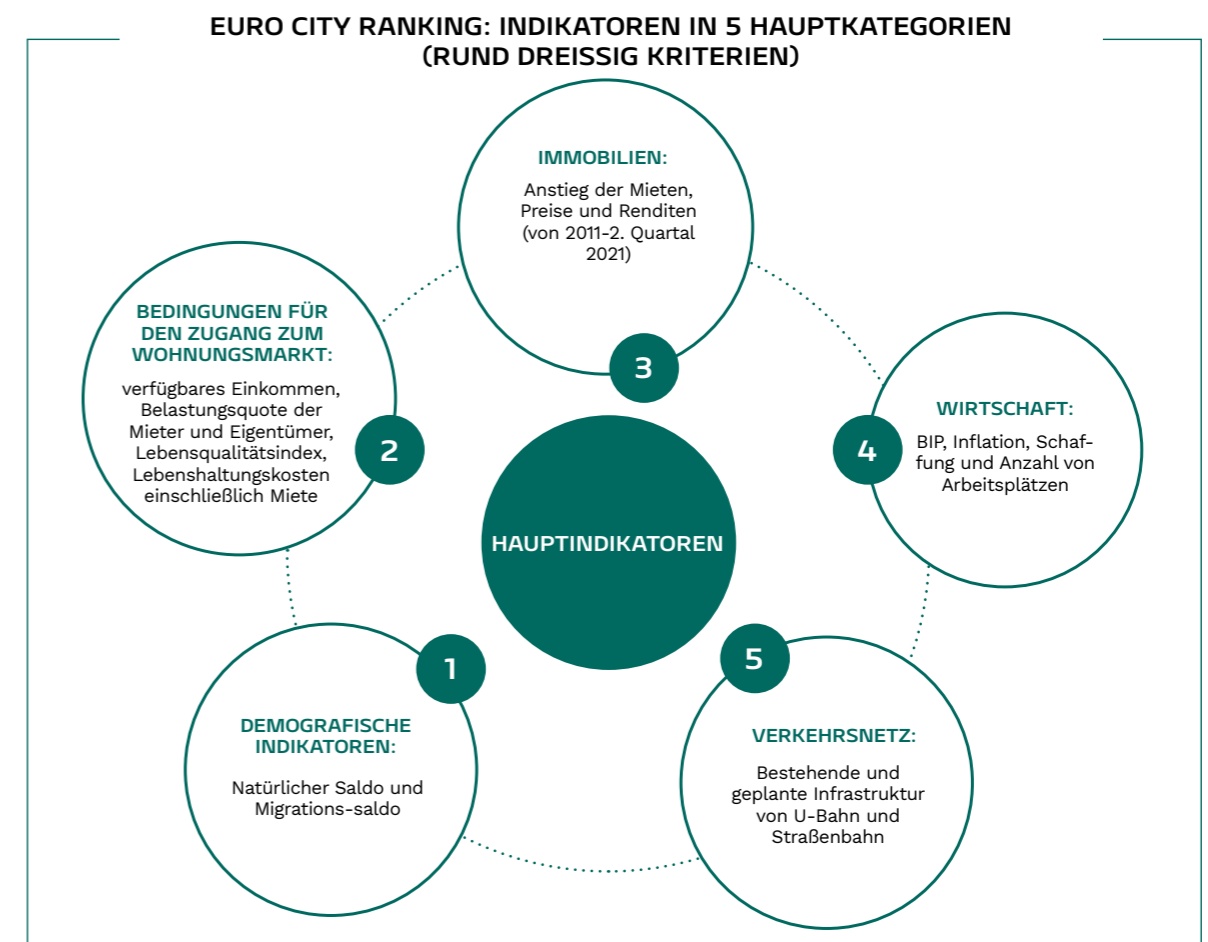 EURO CITY RANKING: INDIKATOREN IN 5 HAUPTKATEGORIEN
(RUND DREISSIG KRITERIEN)
IMMOBILIEN:
Anstieg der Mieten,
Preise und Renditen
(von 2011-2. Quartal
2021)
3
BEDINGUNGEN FÜR
DEN ZUGANG ZUM
WOHNUNGSMARKT:
verfügbares Einkommen,
Belastungsquote der
Mieter und Eigentümer,
Lebensqualitätsindex,
Lebenshaltungskosten
einschließlich Miete
2
WIRTSCHAFT:
BIP, Inflation, Schaf-
fung und Anzahl von
Arbeitsplätzen
4
HAUPTINDIKATOREN
1
DEMOGRAFISCHE
INDIKATOREN:
Natürlicher Saldo und
Migrations-saldo
5
VERKEHRSNETZ:
Bestehende und
geplante Infrastruktur
von U-Bahn und
Straßenbahn